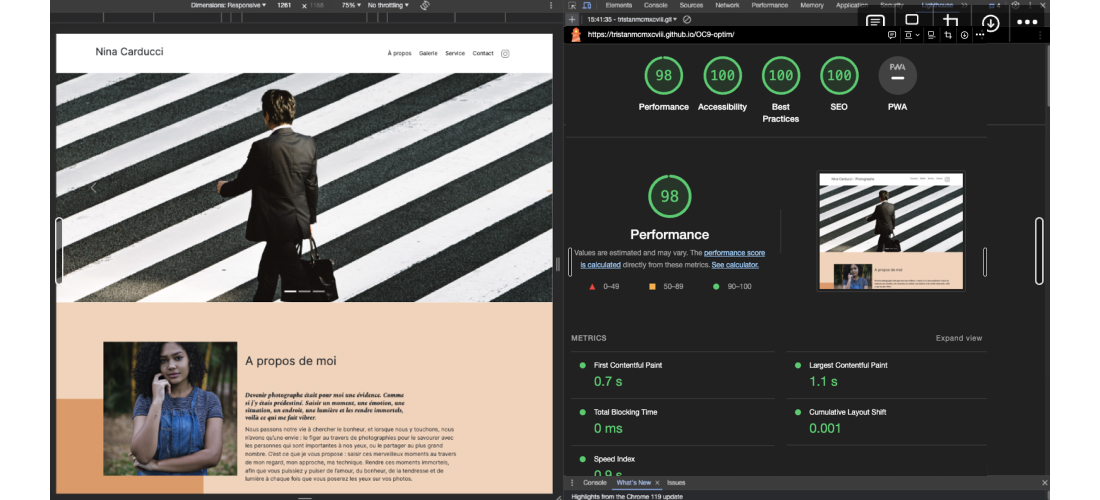 Dimensions: Responsive ▼ 1261 x 1168 75% ▼ No throttling ▼
Elements Console Sources Network Performance Memory Application Security Lighthouse
15:41:35 - tristanmcmxcviii.git ▼
https://tristanmcmxcviii.github.io/OC9-optim/
Nina Carducci
À propos Galerie Service Contact
98 100 100 100 PWA
Performance Accessibility Best Practices SEO PWA
98
Performance
Values are estimated and may vary. The performance score
is calculated directly from these metrics. See calculator.
0–49 50–89 90–100
Nina Carducci - Photographe
A propos de moi
METRICS Expand view
First Contentful Paint
0.7 s
Largest Contentful Paint
1.1 s
Total Blocking Time
0 ms
Cumulative Layout Shift
0.001
Speed Index
0.9 s
A propos de moi
Devenir photographe était pour moi une évidence. Comme
si j'y étais prédestiné. Saisir un moment, une émotion, une
situation, un endroit, une lumière et les rendre immortels,
voilà ce qui me fait vibrer.
Nous passons notre vie à chercher le bonheur, et lorsque nous y touchons, nous
n'avons qu'une envie : le figer au travers de photographies pour le savourer avec
les personnes qui sont importantes à nos yeux, ou le partager au plus grand
nombre. C'est ce que je vous propose : saisir ces merveilleux moments au travers
de mon regard, mon approche, ma technique. Rendre ces moments immortels,
afin que vous puissiez y puiser de l'amour, du bonheur, de la tendresse et de
lumière à chaque fois que vous poserez les yeux sur vos photos.
Console What's New × Issues
Highlights from the Chrome 119 update